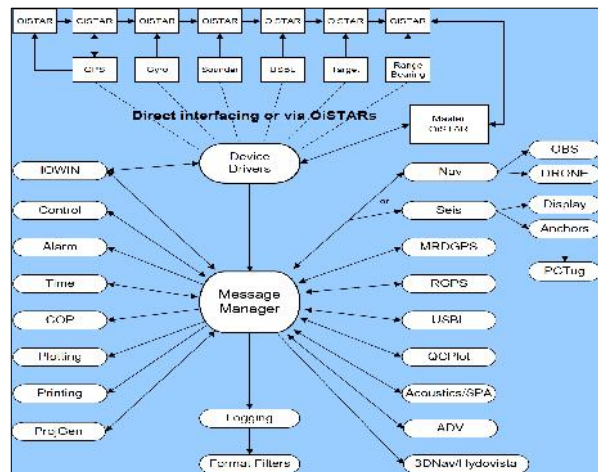 OiSTAR OiSTAR OiSTAR OiSTAR OiSTAR OiSTAR OiSTAR
GPS Gyro Sounder USBL Target Range
Bearing
Direct interfacing or via OiSTARs
Master
OiSTAR
Device
Drivers
IOWIN
Control
Alarm
Time
COP
Plotting
Printing
ProjGen
Message
Manager
Logging
Format Filters
Nav
or
Seis
MRDGPS
RGPS
USBL
QCPlot
Acoustics/SPA
ADV
3DNav/Hydovista
OBS
DRONE
Display
Anchors
PCTug